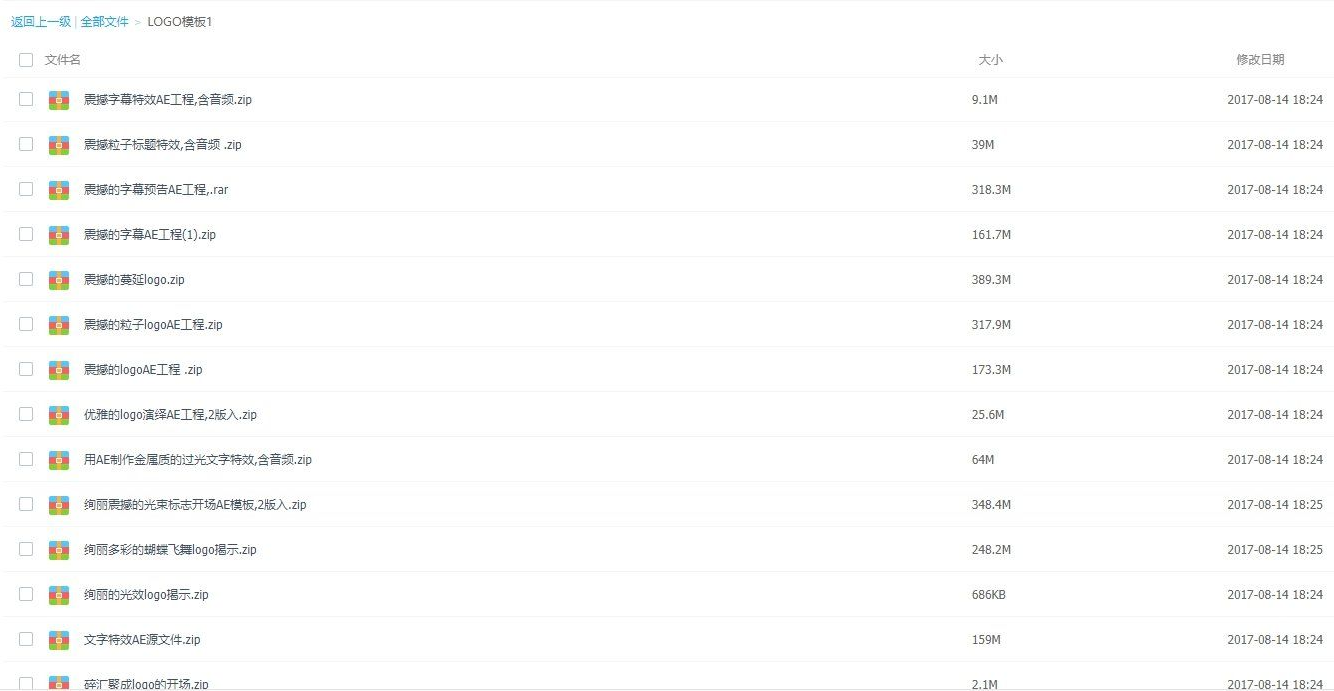 返回上一级 | 全部文件 > LOGO模板1
文件名 大小 修改日期
震撼字幕特效AE工程,含音频.zip 9.1M 2017-08-14 18:24
震撼粒子标题特效,含音频 .zip 39M 2017-08-14 18:24
震撼的字幕预告AE工程,.rar 318.3M 2017-08-14 18:24
震撼的字幕AE工程(1).zip 161.7M 2017-08-14 18:24
震撼的蔓延logo.zip 389.3M 2017-08-14 18:24
震撼的粒子logoAE工程.zip 317.9M 2017-08-14 18:24
震撼的logoAE工程 .zip 173.3M 2017-08-14 18:24
优雅的logo演绎AE工程,2版入.zip 25.6M 2017-08-14 18:24
用AE制作金属质的过光文字特效,含音频.zip 64M 2017-08-14 18:24
绚丽震撼的光束标志开场AE模板,2版入.zip 348.4M 2017-08-14 18:25
绚丽多彩的蝴蝶飞舞logo揭示.zip 248.2M 2017-08-14 18:25
绚丽的光效logo揭示.zip 686KB 2017-08-14 18:24
文字特效AE源文件.zip 159M 2017-08-14 18:24
碎汇聚成logo的开场.zip 2.1M 2017-08-14 18:24